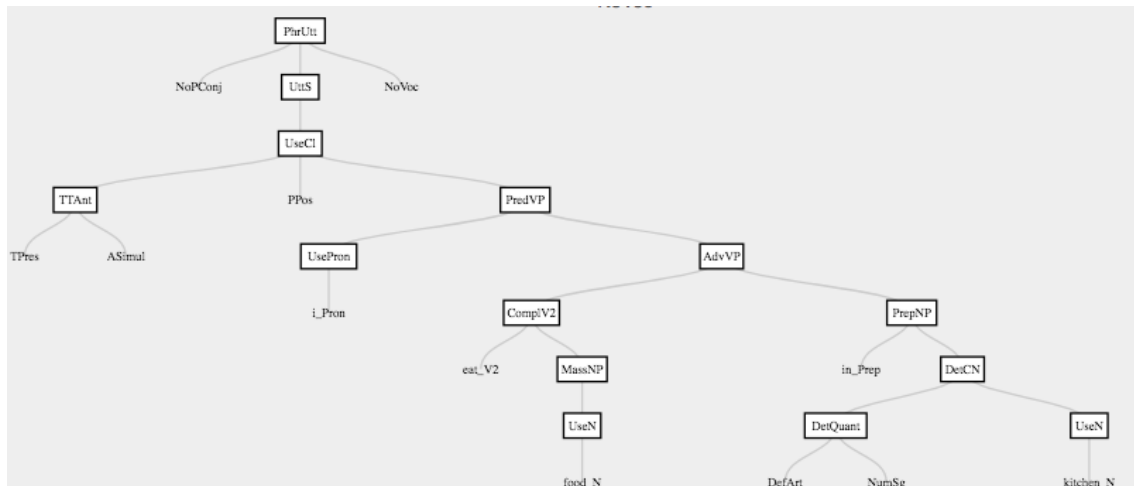 PhrUtt
NoPConj UttS NoVoc
UseCl
TTAnt PPos PredVP
TPres ASimul UsePron AdvVP
i_Pron ComplV2 PrepNP
eat_V2 MassNP in_Prep DetCN
UseN DetQuant UseN
food_N DefArt NumSg kitchen_N